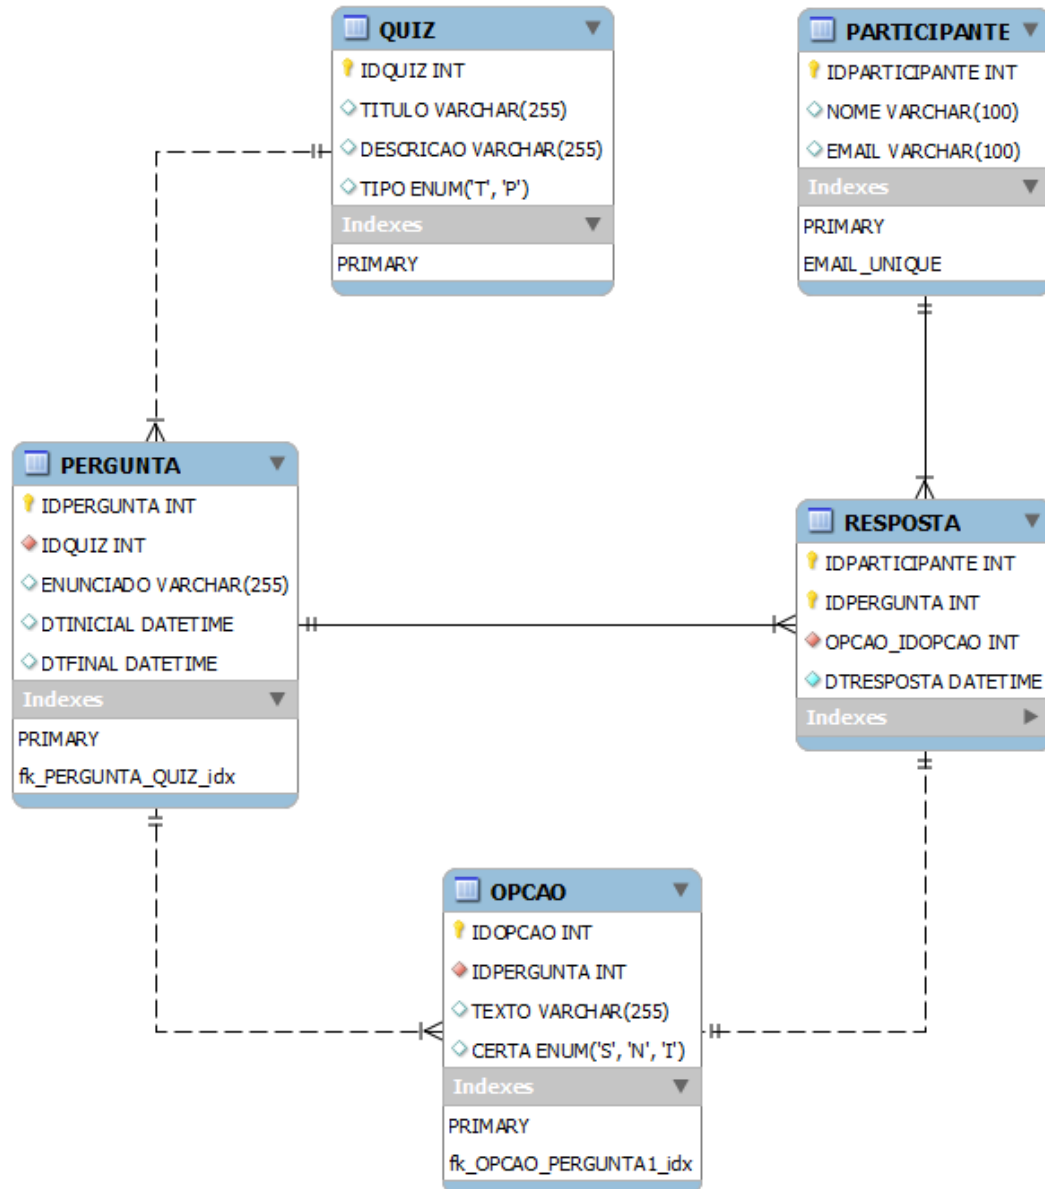 QUIZ
IDQUIZ INT
TITULO VARCHAR(255)
DESCRICAO VARCHAR(255)
TIPO ENUM('T', 'P')
Indexes
PRIMARY
PARTICIPANTE
IDPARTICIPANTE INT
NOME VARCHAR(100)
EMAIL VARCHAR(100)
Indexes
PRIMARY
EMAIL_UNIQUE
PERGUNTA
IDPERGUNTA INT
IDQUIZ INT
ENUNCIADO VARCHAR(255)
DTINICIAL DATETIME
DTFINAL DATETIME
Indexes
PRIMARY
fk_PERGUNTA_QUIZ_idx
RESPOSTA
IDPARTICIPANTE INT
IDPERGUNTA INT
OPCAO_IDOPCAO INT
DTRESPOSTA DATETIME
Indexes
OPCAO
IDOPCAO INT
IDPERGUNTA INT
TEXTO VARCHAR(255)
CERTA ENUM('S', 'N', 'I')
Indexes
PRIMARY
fk_OPCAO_PERGUNTA1_idx